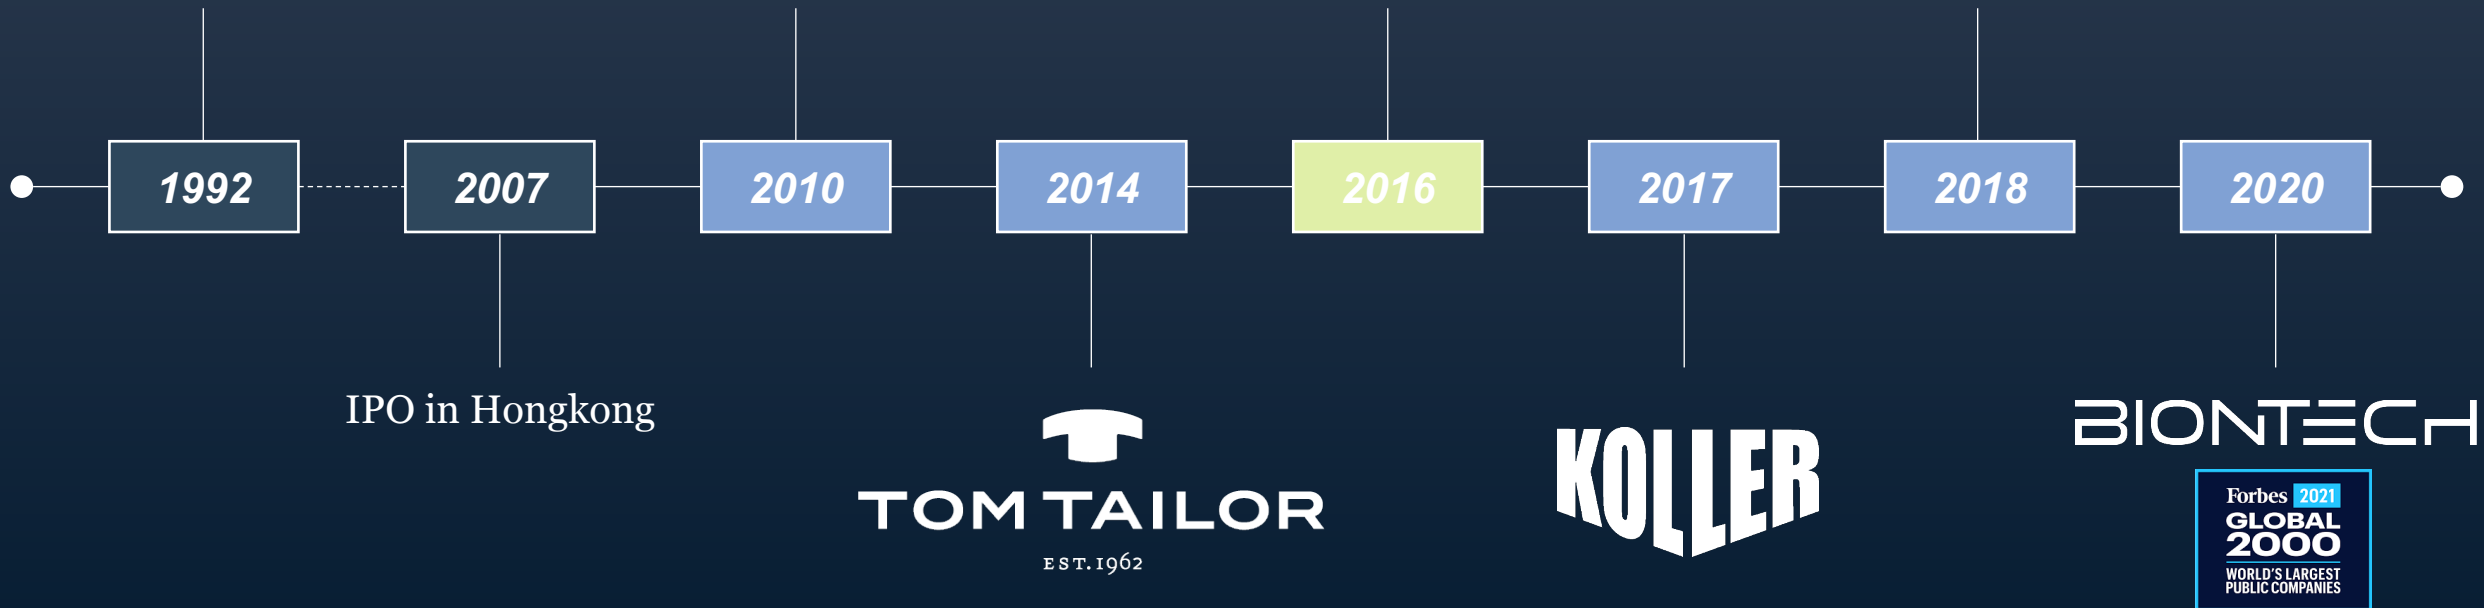 1992 2007 2010 2014 2016 2017 2018 2020
IPO in Hongkong
TOM TAILOR
EST.1962
KOLLER
BIONTECH
Forbes 2021
GLOBAL
2000
WORLD'S LARGEST
PUBLIC COMPANIES